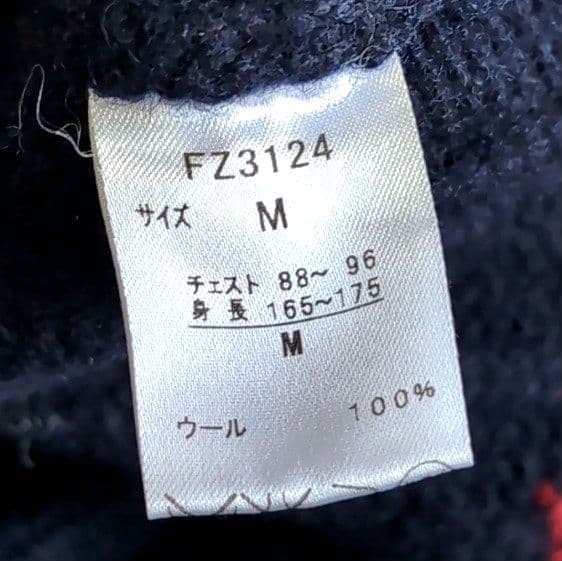 FZ3124
サイズ M
チェスト 88〜 96
身 長 165〜175
M
ウール 100%